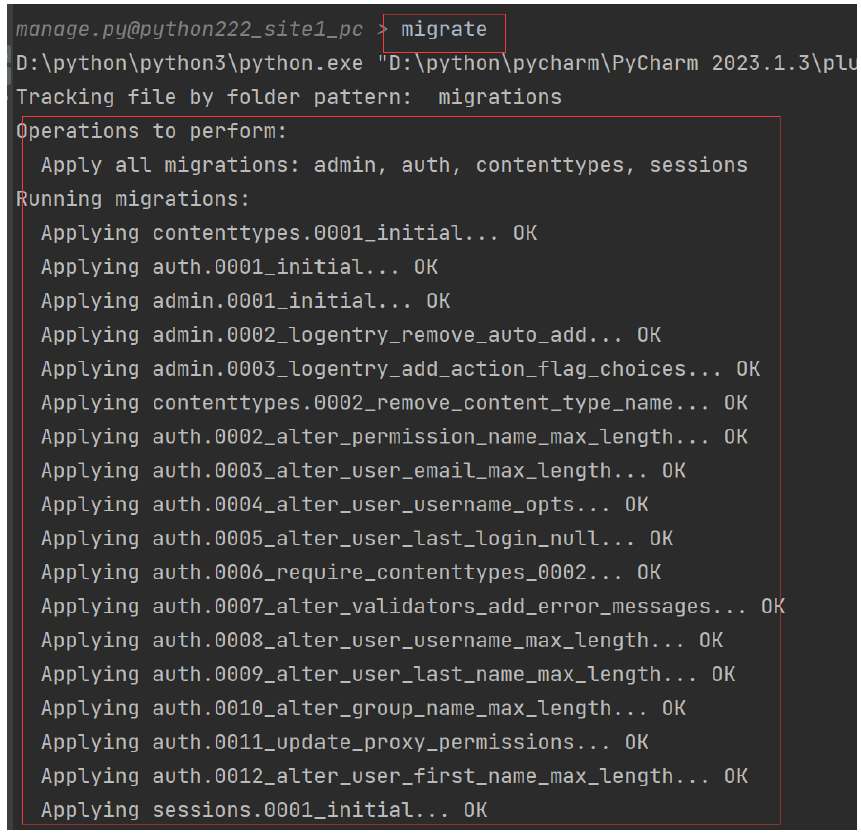 manage.py@python222_site1_pc > migrate
D:\python\python3\python.exe "D:\python\pycharm\PyCharm 2023.1.3\plu
Tracking file by folder pattern:  migrations
Operations to perform:
  Apply all migrations: admin, auth, contenttypes, sessions
Running migrations:
  Applying contenttypes.0001_initial... OK
  Applying auth.0001_initial... OK
  Applying admin.0001_initial... OK
  Applying admin.0002_logentry_remove_auto_add... OK
  Applying admin.0003_logentry_add_action_flag_choices... OK
  Applying contenttypes.0002_remove_content_type_name... OK
  Applying auth.0002_alter_permission_name_max_length... OK
  Applying auth.0003_alter_user_email_max_length... OK
  Applying auth.0004_alter_user_username_opts... OK
  Applying auth.0005_alter_user_last_login_null... OK
  Applying auth.0006_require_contenttypes_0002... OK
  Applying auth.0007_alter_validators_add_error_messages... OK
  Applying auth.0008_alter_user_username_max_length... OK
  Applying auth.0009_alter_user_last_name_max_length... OK
  Applying auth.0010_alter_group_name_max_length... OK
  Applying auth.0011_update_proxy_permissions... OK
  Applying auth.0012_alter_user_first_name_max_length... OK
  Applying sessions.0001_initial... OK